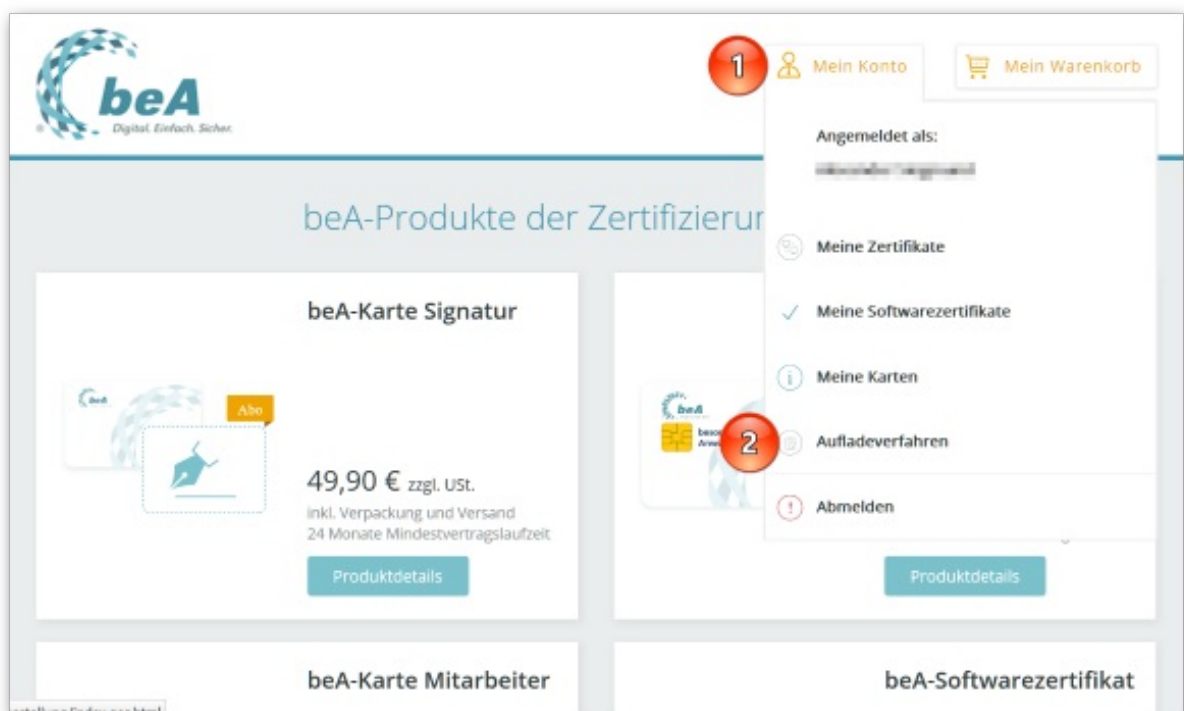 beA
Digital. Einfach. Sicher.
1
Mein Konto
Mein Warenkorb
Angemeldet als:
Meine Zertifikate
Meine Softwarezertifikate
Meine Karten
2
Aufladeverfahren
Abmelden
beA-Produkte der Zertifizierun
beA-Karte Signatur
beA
Abo
49,90 € zzgl. USt.
inkl. Verpackung und Versand
24 Monate Mindestvertragslaufzeit
Produktdetails
beA
Produktdetails
beA-Karte Mitarbeiter
beA-Softwarezertifikat